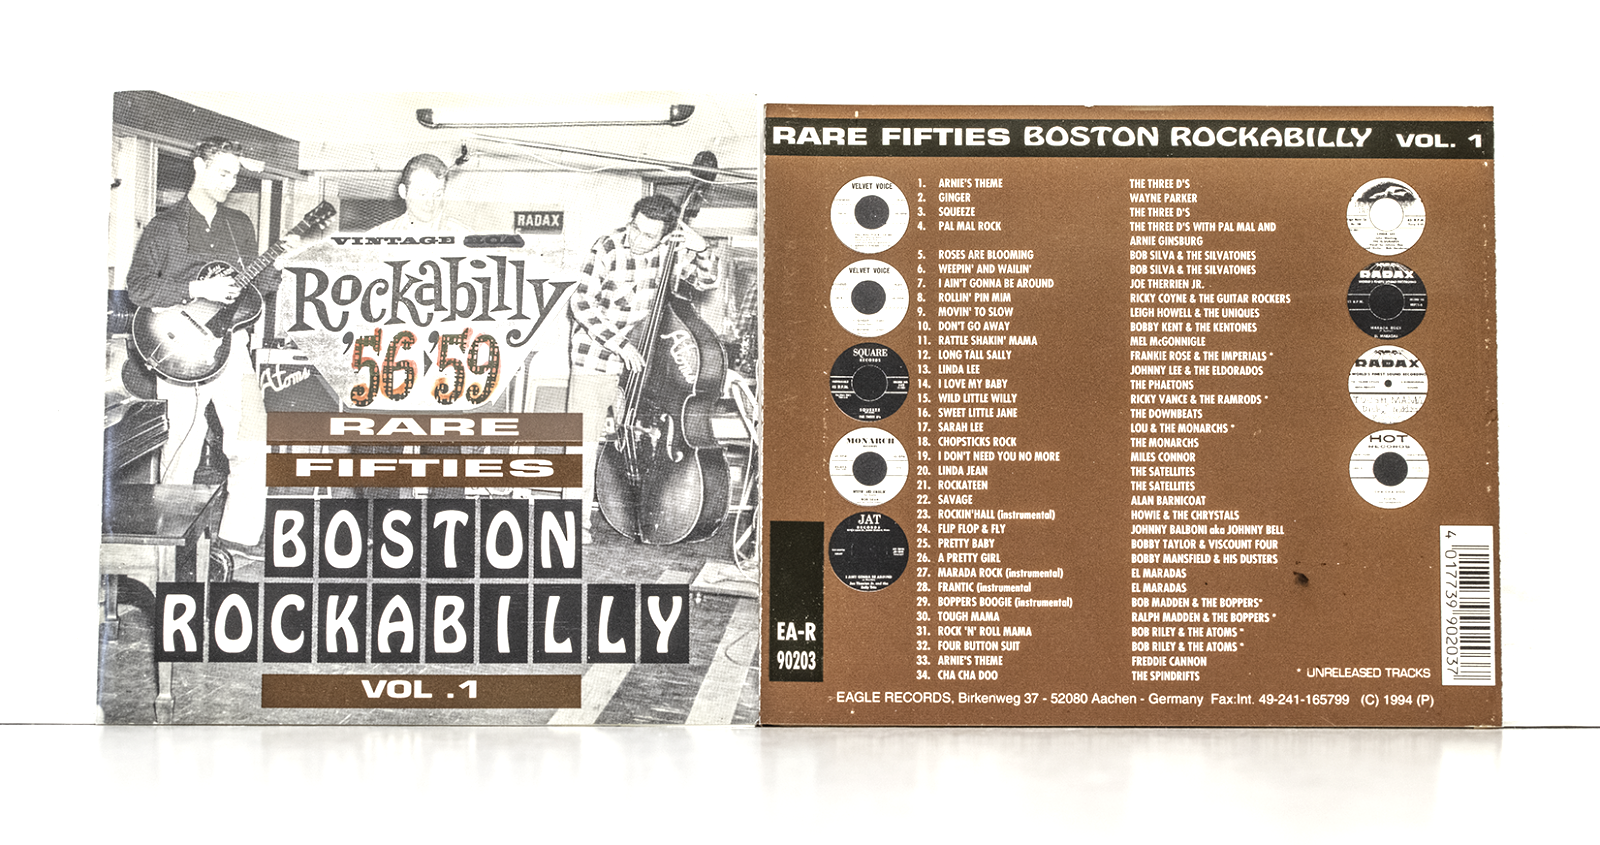 RADAX
VINTAGE
Rockabilly
'56 '59
Atoms
RARE
FIFTIES
BOSTON
ROCKABILLY
VOL .1
RARE FIFTIES BOSTON ROCKABILLY VOL. 1
1. ARNIE'S THEME THE THREE D'S
2. GINGER WAYNE PARKER
3. SQUEEZE THE THREE D'S
4. PAL MAL ROCK THE THREE D'S WITH PAL MAL AND
ARNIE GINSBURG
5. ROSES ARE BLOOMING BOB SILVA & THE SILVATONES
6. WEEPIN' AND WAILIN' BOB SILVA & THE SILVATONES
7. I AIN'T GONNA BE AROUND JOE THERRIEN JR.
8. ROLLIN' PIN MIM RICKY COYNE & THE GUITAR ROCKERS
9. MOVIN' TO SLOW LEIGH HOWELL & THE UNIQUES
10. DON'T GO AWAY BOBBY KENT & THE KENTONES
11. RATTLE SHAKIN' MAMA MEL McGONNIGLE
12. LONG TALL SALLY FRANKIE ROSE & THE IMPERIALS *
13. LINDA LEE JOHNNY LEE & THE ELDORADOS
14. I LOVE MY BABY THE PHAETONS
15. WILD LITTLE WILLY RICKY VANCE & THE RAMRODS *
16. SWEET LITTLE JANE THE DOWNBEATS
17. SARAH LEE LOU & THE MONARCHS *
18. CHOPSTICKS ROCK THE MONARCHS
19. I DON'T NEED YOU NO MORE MILES CONNOR
20. LINDA JEAN THE SATELLITES
21. ROCKATEEN THE SATELLITES
22. SAVAGE ALAN BARNICOAT
23. ROCKIN'HALL (instrumental) HOWIE & THE CHRYSTALS
24. FLIP FLOP & FLY JOHNNY BALBONI aka JOHNNY BELL
25. PRETTY BABY BOBBY TAYLOR & VISCOUNT FOUR
26. A PRETTY GIRL BOBBY MANSFIELD & HIS DUSTERS
27. MARADA ROCK (instrumental) EL MARADAS
28. FRANTIC (instrumental EL MARADAS
29. BOPPERS BOOGIE (instrumental) BOB MADDEN & THE BOPPERS*
30. TOUGH MAMA RALPH MADDEN & THE BOPPERS *
31. ROCK 'N' ROLL MAMA BOB RILEY & THE ATOMS *
32. FOUR BUTTON SUIT BOB RILEY & THE ATOMS *
33. ARNIE'S THEME FREDDIE CANNON
34. CHA CHA DOO THE SPINDRIFTS
VELVET VOICE
VELVET VOICE
SQUARE
RECORDS
MONARCH
JAT
RECORDS
RADAX
RADAX
TOUGH MAMA
HOT
RECORDS
EA-R
90203
4 017739 902037
* UNRELEASED TRACKS
EAGLE RECORDS, Birkenweg 37 - 52080 Aachen - Germany Fax:Int. 49-241-165799 (C) 1994 (P)